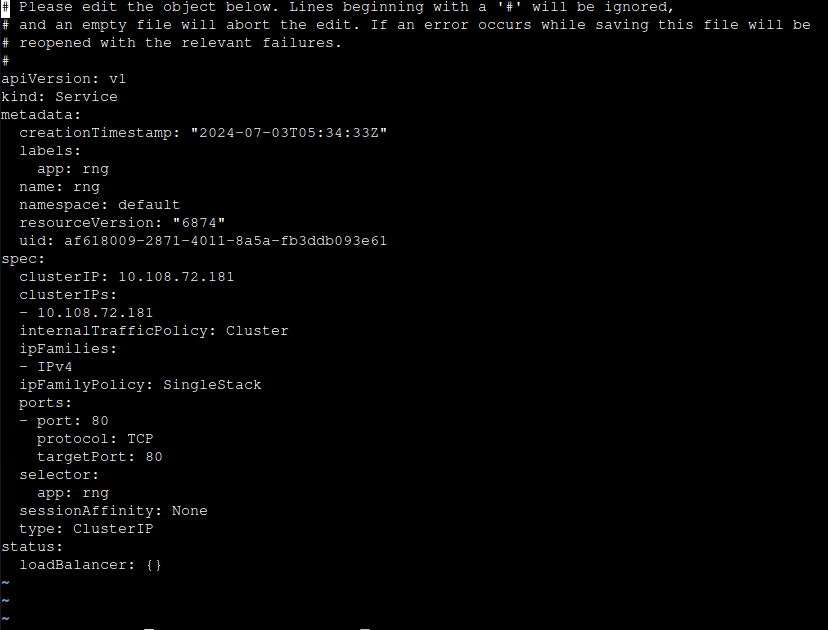 # Please edit the object below. Lines beginning with a '#' will be ignored,
# and an empty file will abort the edit. If an error occurs while saving this file will be
# reopened with the relevant failures.
#
apiVersion: v1
kind: Service
metadata:
  creationTimestamp: "2024-07-03T05:34:33Z"
  labels:
    app: rng
  name: rng
  namespace: default
  resourceVersion: "6874"
  uid: af618009-2871-4011-8a5a-fb3ddb093e61
spec:
  clusterIP: 10.108.72.181
  clusterIPs:
  - 10.108.72.181
  internalTrafficPolicy: Cluster
  ipFamilies:
  - IPv4
  ipFamilyPolicy: SingleStack
  ports:
  - port: 80
    protocol: TCP
    targetPort: 80
  selector:
    app: rng
  sessionAffinity: None
  type: ClusterIP
status:
  loadBalancer: {}
~
~
~